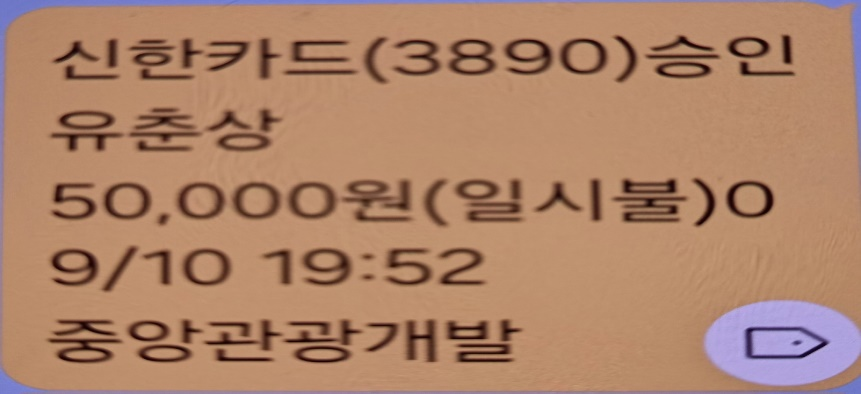 신한카드(3890)승인
유춘상
50,000원(일시불)0
9/10 19:52
중앙관광개발